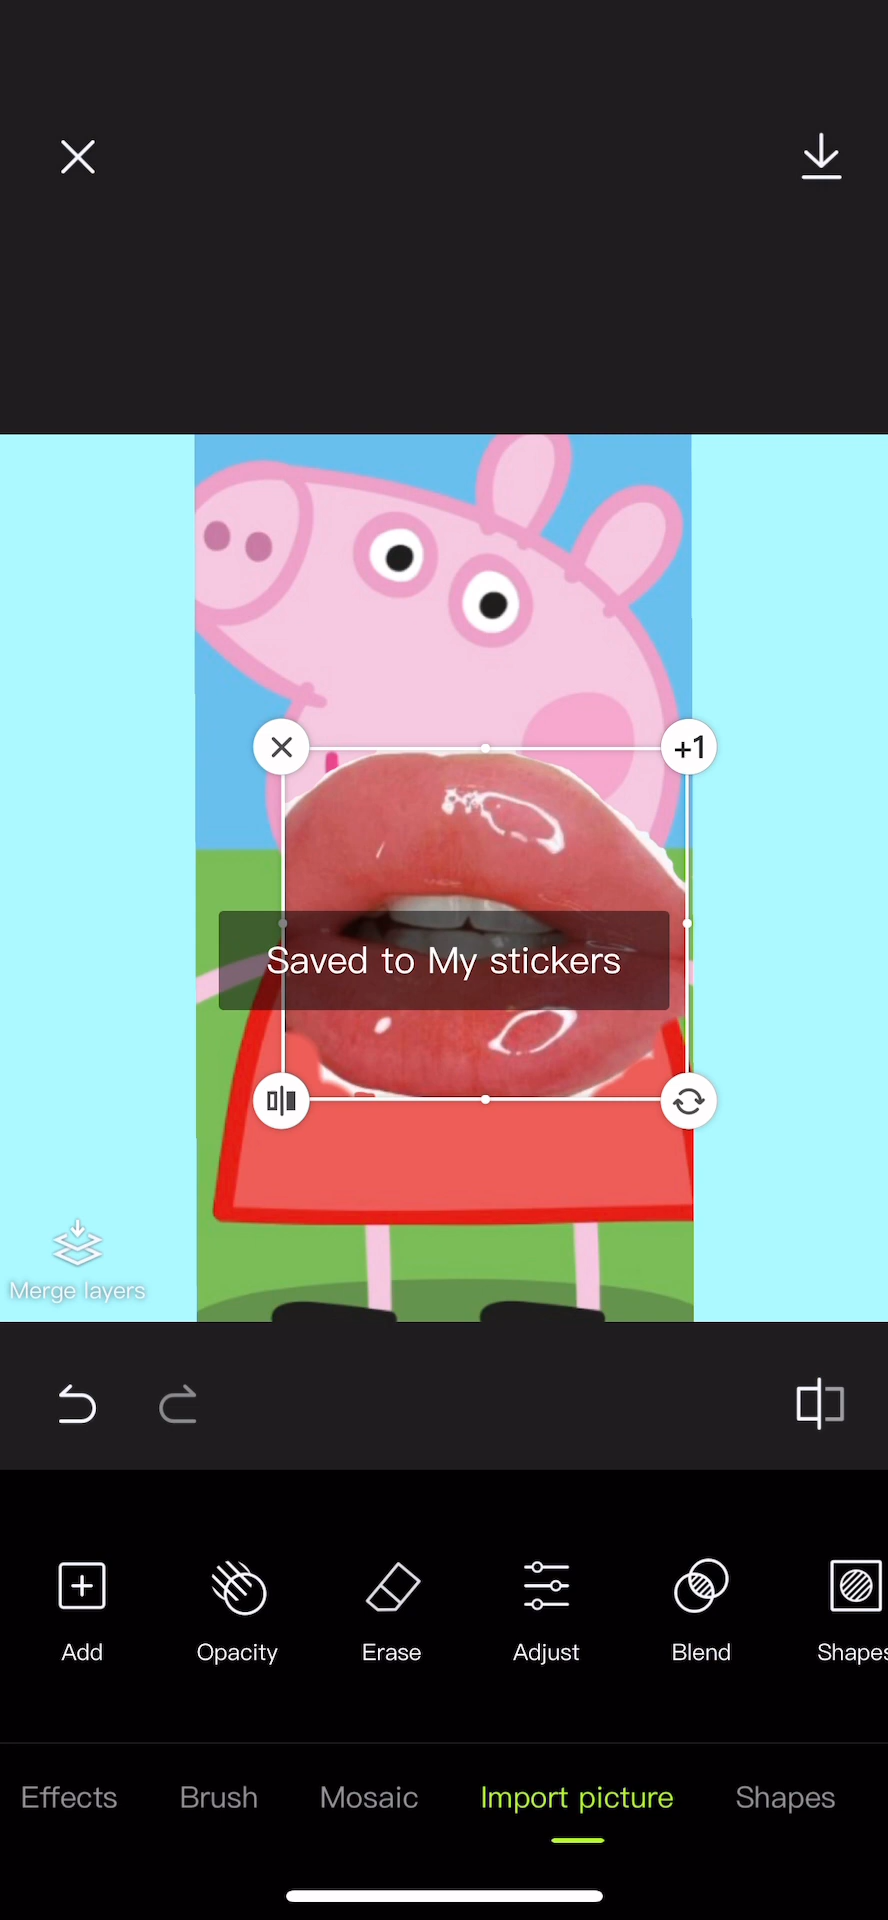 +1
Saved to My stickers
Merge layers
Add Opacity Erase Adjust Blend Shapes
Effects Brush Mosaic Import picture Shapes